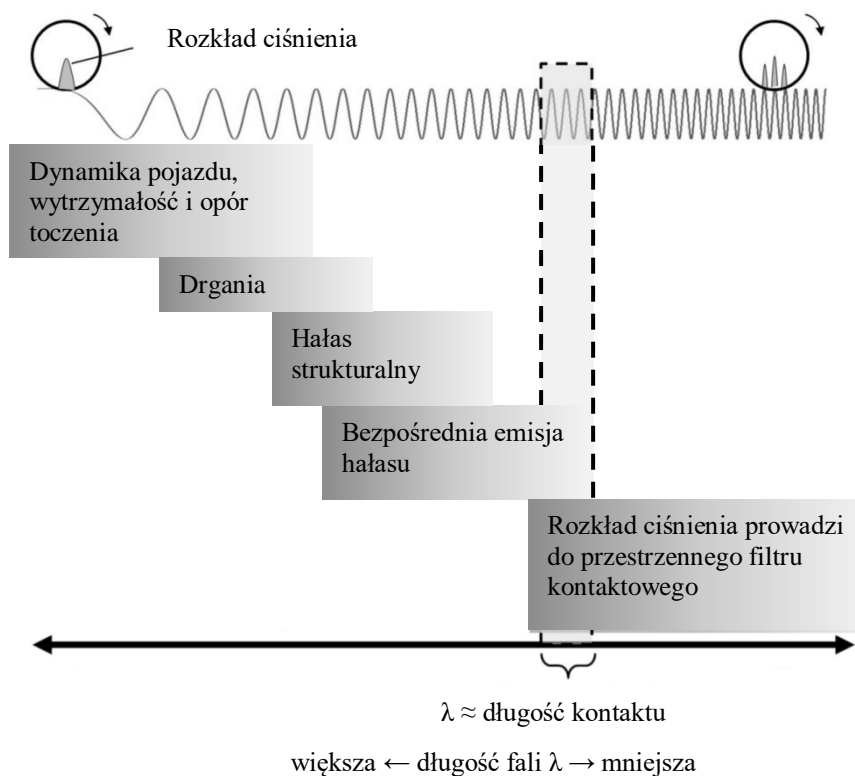 Rozkład ciśnienia
Dynamika pojazdu,
wytrzymałość i opór
toczenia
Drgania
Hałas
strukturalny
Bezpośrednia emisja
hałasu
Rozkład ciśnienia prowadzi
do przestrzennego filtru
kontaktowego
λ ≈ długość kontaktu
większa ← długość fali λ → mniejsza